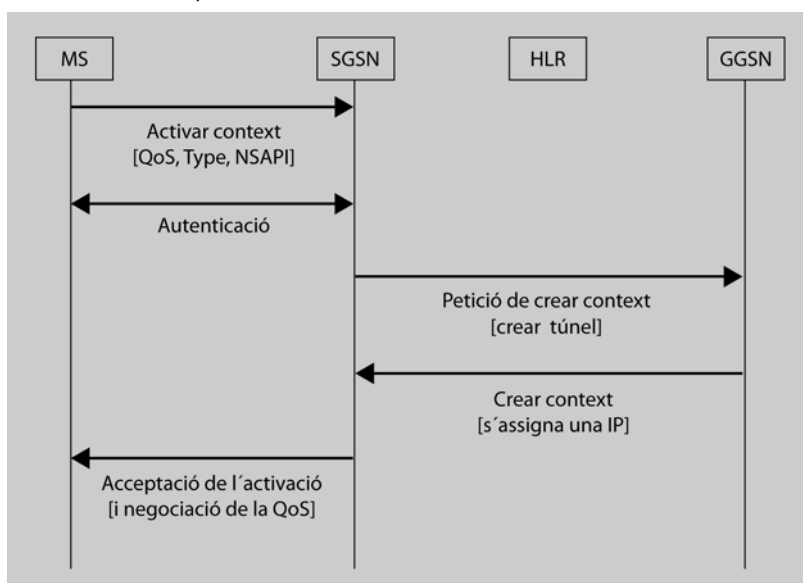 MS
SGSN
HLR
GGSN
Activar context
[QoS, Type, NSAPI]
Autenticació
Petició de crear context
[crear túnel]
Crear context
[s´assigna una IP]
Acceptació de l´activació
[i negociació de la QoS]